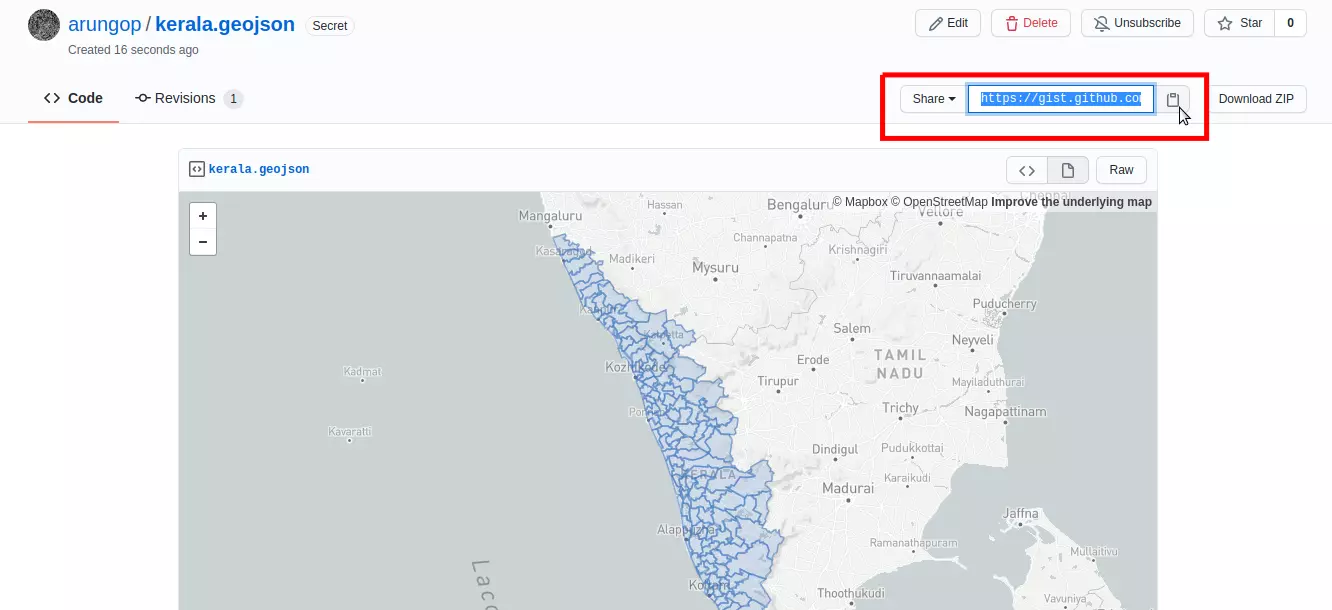 arungop / kerala.geojson Secret
Edit Delete Unsubscribe Star 0
Created 16 seconds ago
Code Revisions 1
Share https://gist.github.co
Download ZIP
kerala.geojson
Raw
© Mapbox © OpenStreetMap Improve the underlying map
+
−
Mangaluru
Hassan
Bengaluru
Chennai
Vellore
Channapatna
Kasaragod
Madikeri
Krishnagiri
Mysuru
Tiruvannaamalai
Puducherry
Salem
Neyveli
Kalpetta
Erode
TAMIL
NADU
Kozhikode
Kadmat
Tirupur
Mayiladuthurai
Trichy
Nagapattinam
Kavaratti
Dindigul
Pudukkottai
KERALA
Karaikudi
Madurai
Jaffna
Alappuzha
Ramanathapuram
Mullaitivu
Kollam
Thoothukudi
Vavuniya